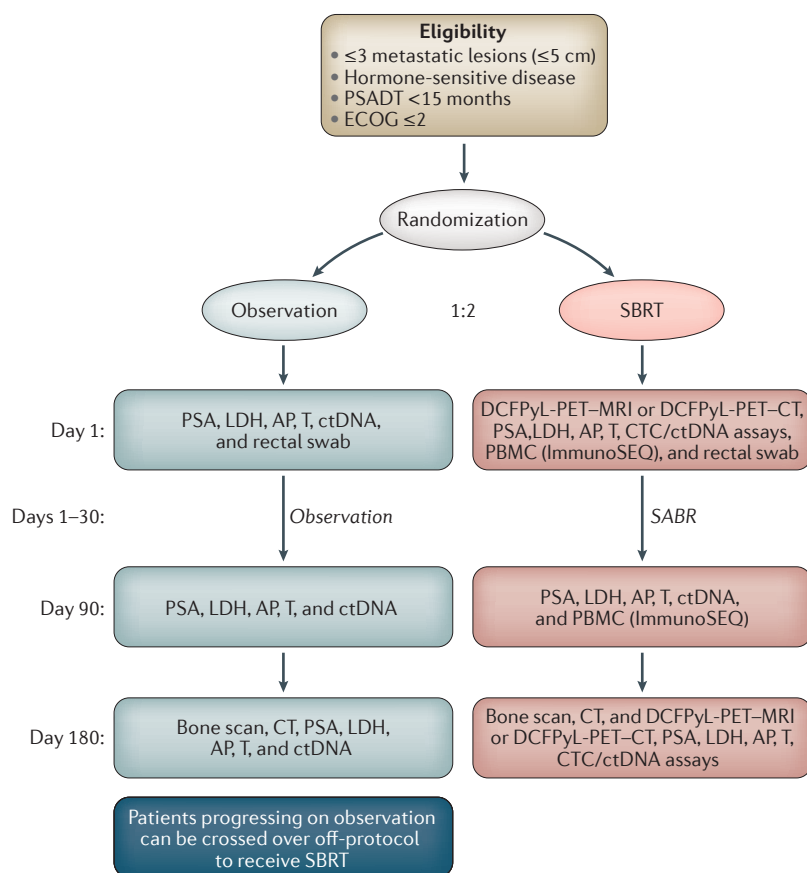 Eligibility
• ≤3 metastatic lesions (≤5 cm)
• Hormone-sensitive disease
• PSADT <15 months
• ECOG ≤2
Randomization
Observation
1:2
SBRT
Day 1:
PSA, LDH, AP, T, ctDNA,
and rectal swab
DCFPyL-PET–MRI or DCFPyL-PET–CT,
PSA,LDH, AP, T, CTC/ctDNA assays,
PBMC (ImmunoSEQ), and rectal swab
Days 1–30:
Observation
SABR
Day 90:
PSA, LDH, AP, T, and ctDNA
PSA, LDH, AP, T, ctDNA,
and PBMC (ImmunoSEQ)
Day 180:
Bone scan, CT, PSA, LDH,
AP, T, and ctDNA
Bone scan, CT, and DCFPyL-PET–MRI
or DCFPyL-PET–CT, PSA, LDH, AP, T,
CTC/ctDNA assays
Patients progressing on observation
can be crossed over off-protocol
to receive SBRT